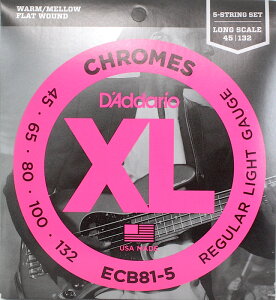 WARM/MELLOW
FLAT WOUND
5-STRING SET
LONG SCALE
45|132
CHROMES
D'Addario
XL
USA MADE
45 · 65 · 80 · 100 · 132
ECB81-5
REGULAR LIGHT GAUGE